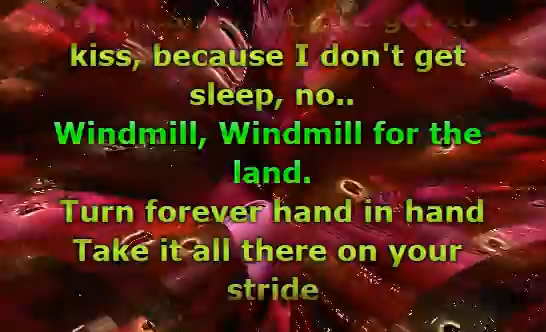 kiss, because I don't get
sleep, no..
Windmill, Windmill for the
land.
Turn forever hand in hand
Take it all there on your
stride